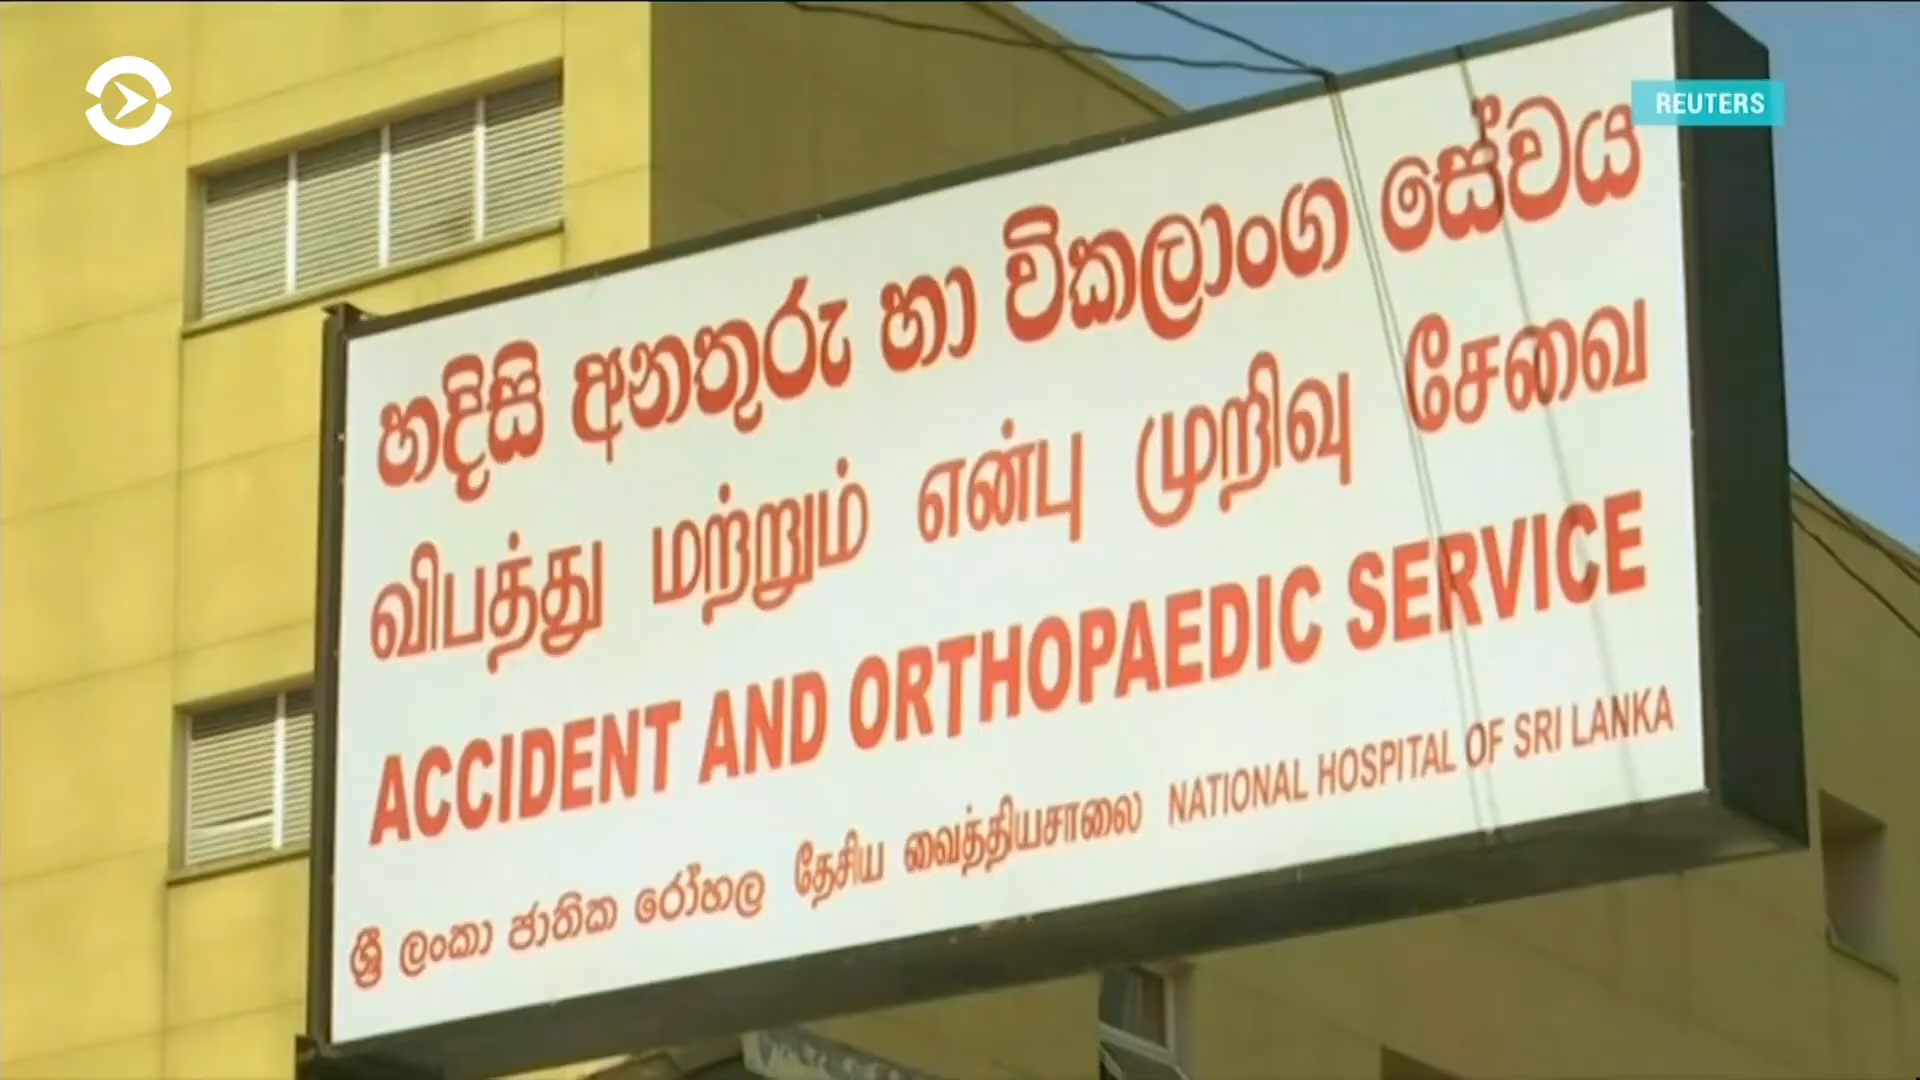 REUTERS
හදිසි අනතුරු හා විකලාංග සේවය
விபத்து மற்றும் என்பு முறிவு சேவை
ACCIDENT AND ORTHOPAEDIC SERVICE
ශ්‍රී ලංකා ජාතික රෝහල தேசிய வைத்தியசாலை NATIONAL HOSPITAL OF SRI LANKA